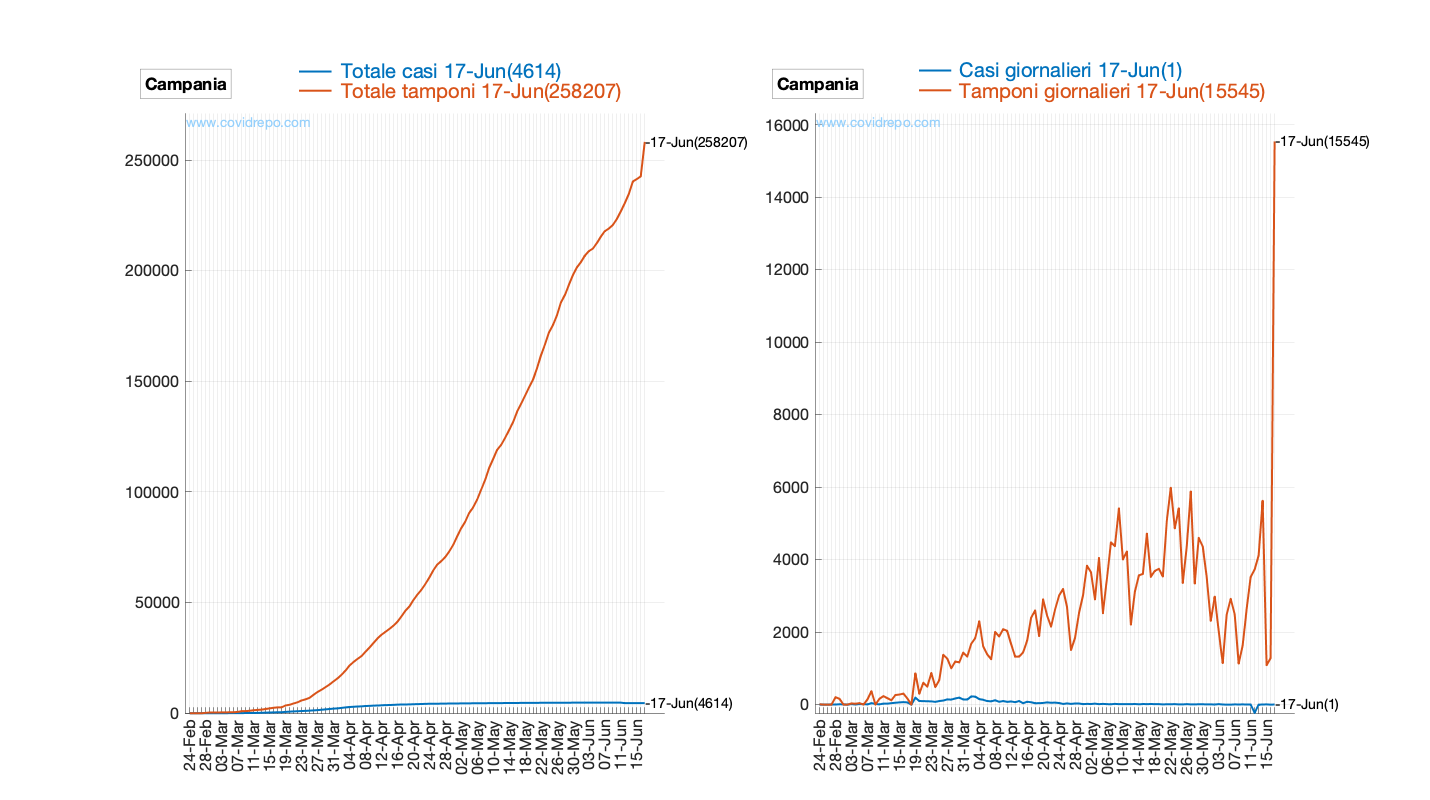 Campania
Totale casi 17-Jun(4614)
Totale tamponi 17-Jun(258207)
www.covidrepo.com
17-Jun(258207)
250000
200000
150000
100000
50000
0
17-Jun(4614)
24-Feb
28-Feb
03-Mar
07-Mar
11-Mar
15-Mar
19-Mar
23-Mar
27-Mar
31-Mar
04-Apr
08-Apr
12-Apr
16-Apr
20-Apr
24-Apr
28-Apr
02-May
06-May
10-May
14-May
18-May
22-May
26-May
30-May
03-Jun
07-Jun
11-Jun
15-Jun
Campania
Casi giornalieri 17-Jun(1)
Tamponi giornalieri 17-Jun(15545)
www.covidrepo.com
16000
17-Jun(15545)
14000
12000
10000
8000
6000
4000
2000
0
17-Jun(1)
24-Feb
28-Feb
03-Mar
07-Mar
11-Mar
15-Mar
19-Mar
23-Mar
27-Mar
31-Mar
04-Apr
08-Apr
12-Apr
16-Apr
20-Apr
24-Apr
28-Apr
02-May
06-May
10-May
14-May
18-May
22-May
26-May
30-May
03-Jun
07-Jun
11-Jun
15-Jun